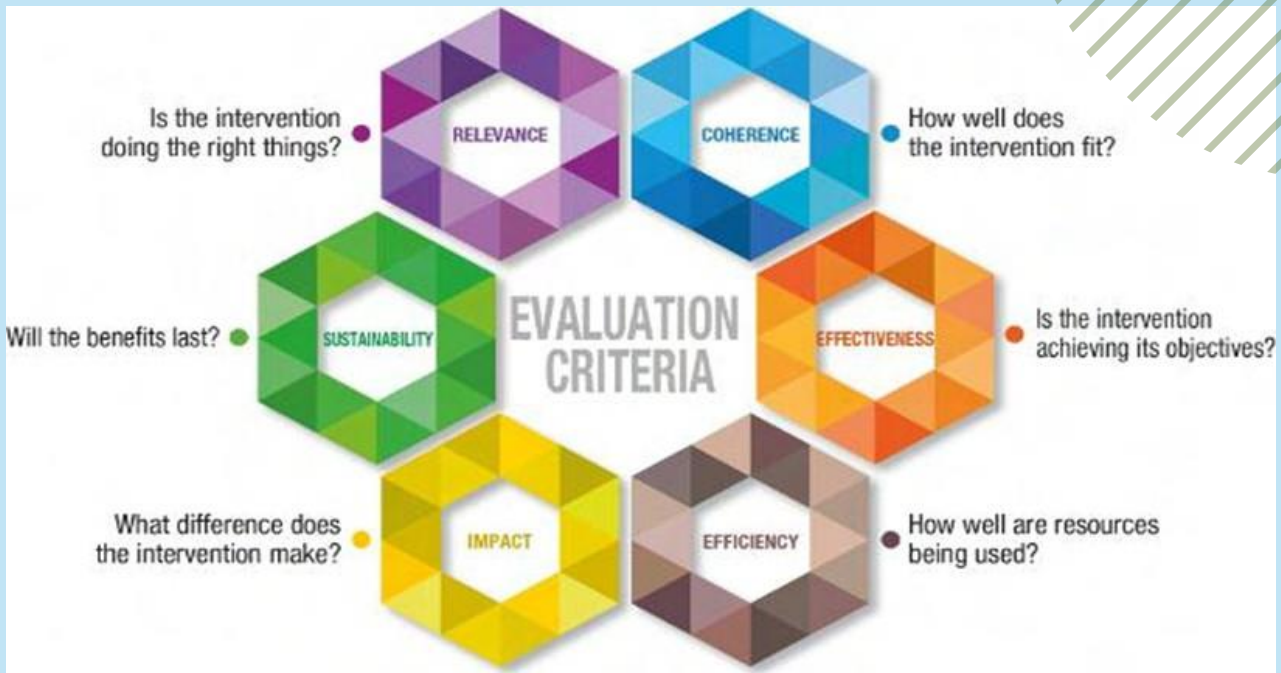 Is the intervention
doing the right things?
RELEVANCE
COHERENCE
How well does
the intervention fit?
Will the benefits last?
SUSTAINABILITY
EVALUATION
CRITERIA
EFFECTIVENESS
Is the intervention
achieving its objectives?
What difference does
the intervention make?
IMPACT
EFFICIENCY
How well are resources
being used?